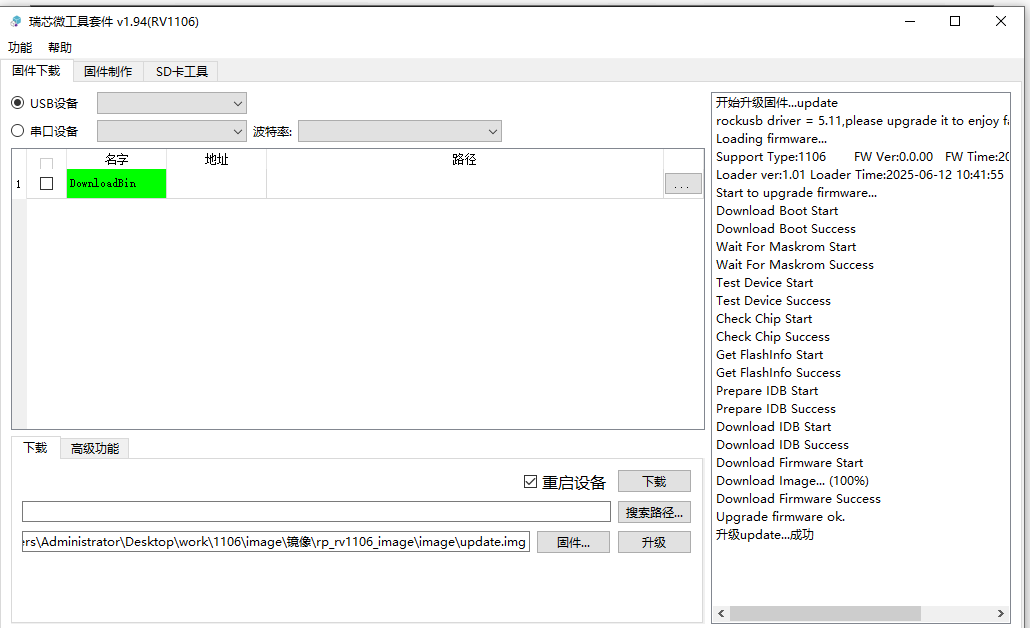 瑞芯微工具套件 v1.94(RV1106)
功能 帮助
固件下载 固件制作 SD卡工具
USB设备
串口设备 波特率:
名字 地址 路径
1 DownloadBin ...
下载 高级功能
重启设备 下载
搜索路径...
ers\Administrator\Desktop\work\1106\image\镜像\rp_rv1106_image\image\update.img 固件... 升级
开始升级固件...update
rockusb driver = 5.11,please upgrade it to enjoy fa
Loading firmware...
Support Type:1106 FW Ver:0.0.00 FW Time:20
Loader ver:1.01 Loader Time:2025-06-12 10:41:55
Start to upgrade firmware...
Download Boot Start
Download Boot Success
Wait For Maskrom Start
Wait For Maskrom Success
Test Device Start
Test Device Success
Check Chip Start
Check Chip Success
Get FlashInfo Start
Get FlashInfo Success
Prepare IDB Start
Prepare IDB Success
Download IDB Start
Download IDB Success
Download Firmware Start
Download Image... (100%)
Download Firmware Success
Upgrade firmware ok.
升级update...成功